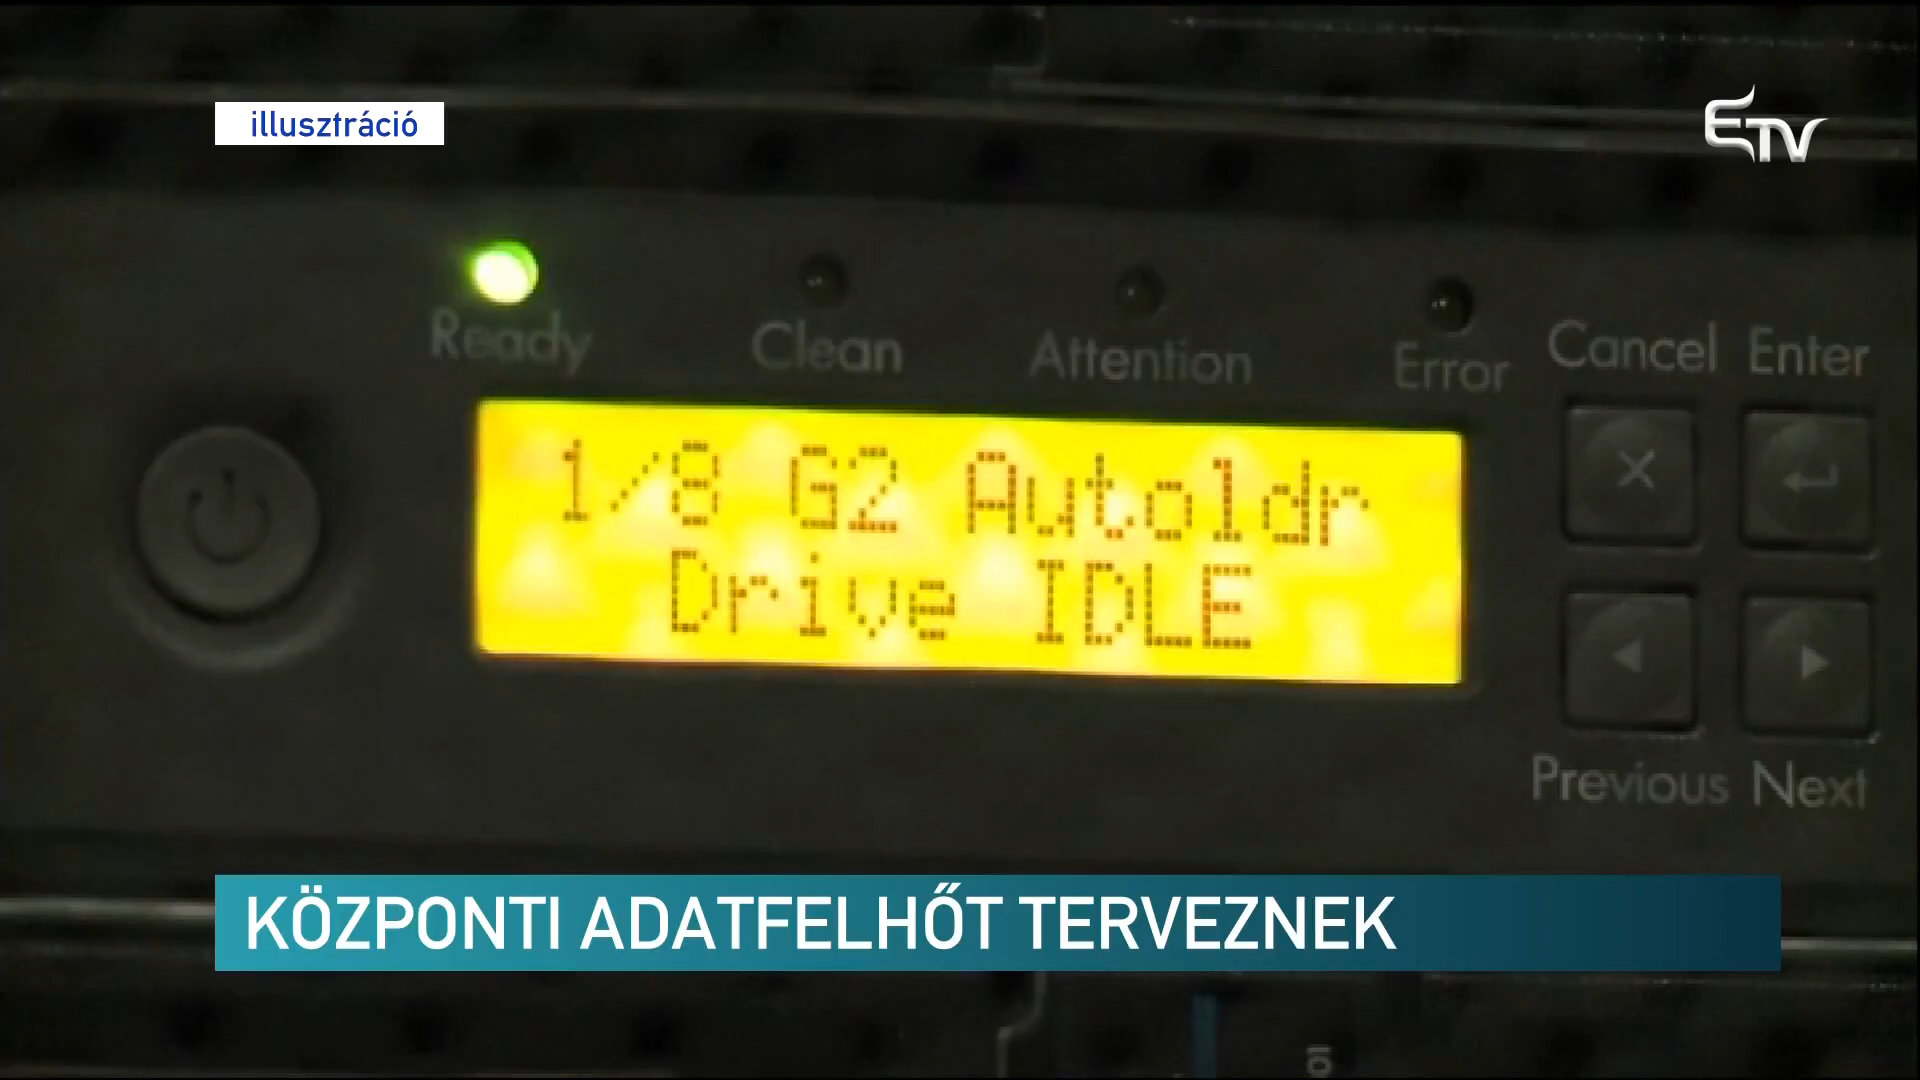 illusztráció
ETV
Ready Clean Attention Error Cancel Enter
1/8 G2 Autoldr
Drive IDLE
Previous Next
KÖZPONTI ADATFELHŐT TERVEZNEK